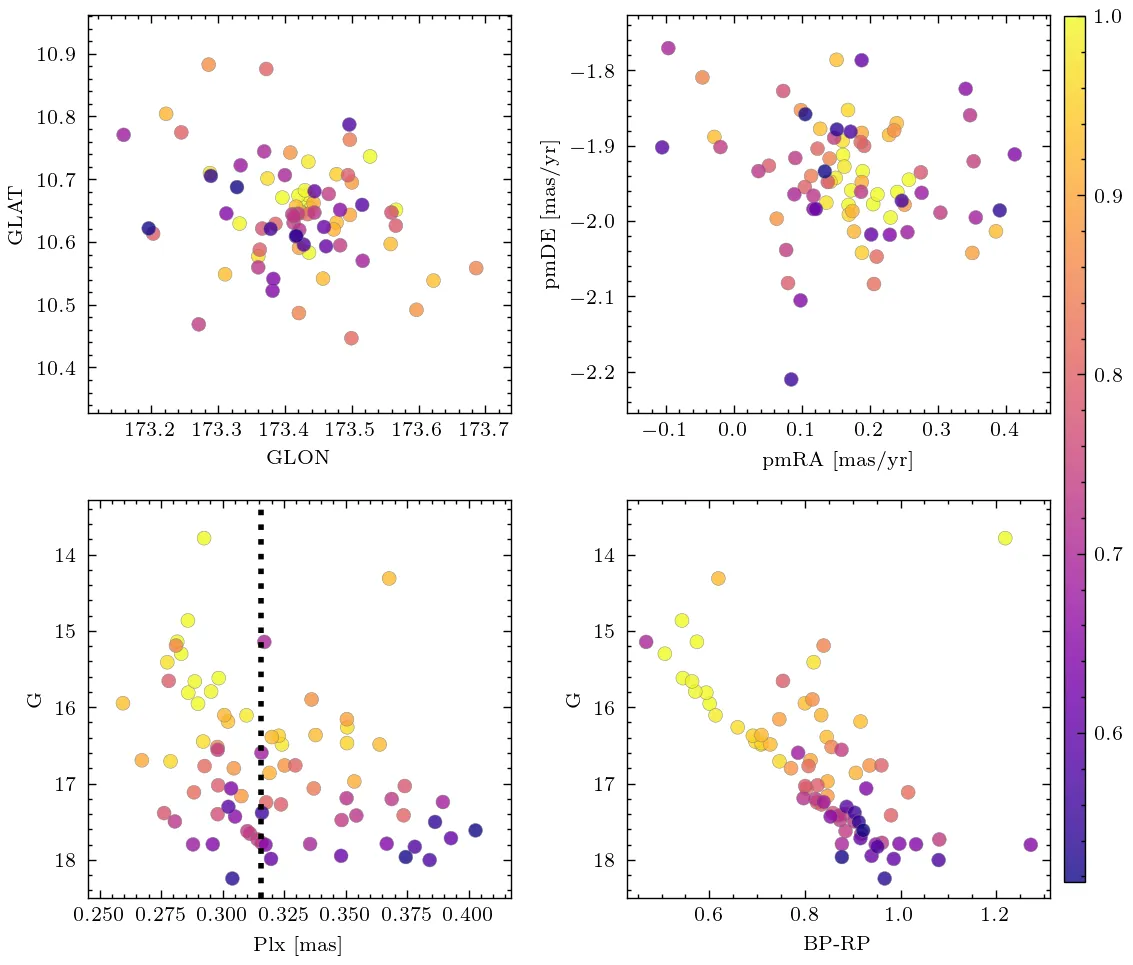 10.9
10.8
10.7
10.6
10.5
10.4
GLAT
173.2 173.3 173.4 173.5 173.6 173.7
GLON
−1.8
−1.9
−2.0
−2.1
−2.2
pmDE [mas/yr]
−0.1 0.0 0.1 0.2 0.3 0.4
pmRA [mas/yr]
1.0
0.9
0.8
0.7
0.6
14
15
16
17
18
G
0.250 0.275 0.300 0.325 0.350 0.375 0.400
Plx [mas]
14
15
16
17
18
G
0.6 0.8 1.0 1.2
BP-RP